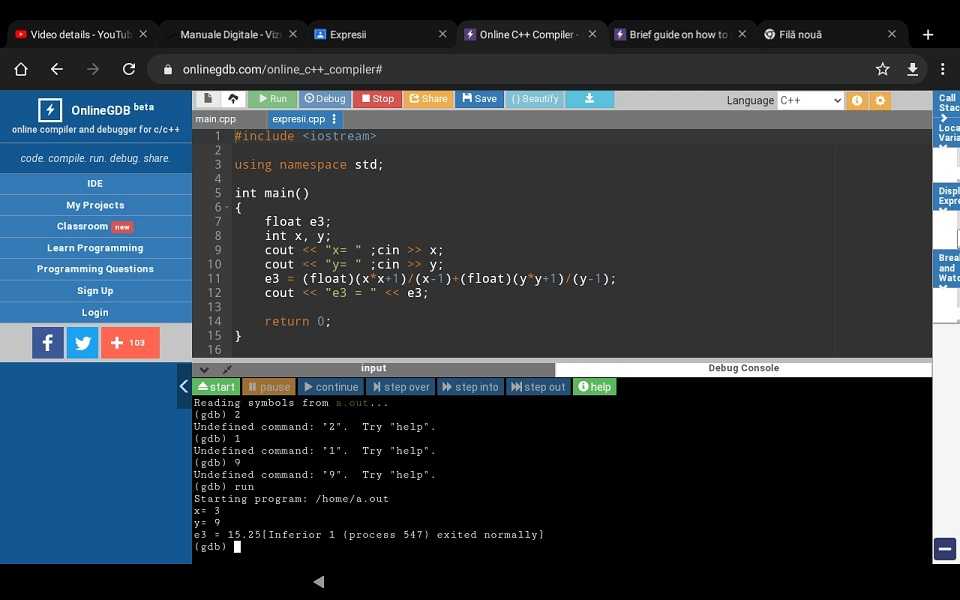 Video details - YouTub
Manuale Digitale - Vizi
Expresii
Online C++ Compiler -
Brief guide on how to p
Filă nouă
onlinegdb.com/online_c++_compiler#
OnlineGDB beta
online compiler and debugger for c/c++
code. compile. run. debug. share.
IDE
My Projects
Classroom new
Learn Programming
Programming Questions
Sign Up
Login
103
Run
Debug
Stop
Share
Save
{} Beautify
Language C++
main.cpp
expresii.cpp
1 #include <iostream>
2
3 using namespace std;
4
5 int main()
6 {
7 float e3;
8 int x, y;
9 cout << "x= " ;cin >> x;
10 cout << "y= " ;cin >> y;
11 e3 = (float)(x*x+1)/(x-1)+(float)(y*y+1)/(y-1);
12 cout << "e3 = " << e3;
13
14 return 0;
15 }
16
input
Debug Console
start
pause
continue
step over
step into
step out
help
Reading symbols from a.out...
(gdb) 2
Undefined command: "2". Try "help".
(gdb) 1
Undefined command: "1". Try "help".
(gdb) 9
Undefined command: "9". Try "help".
(gdb) run
Starting program: /home/a.out
x= 3
y= 9
e3 = 15.25[Inferior 1 (process 547) exited normally]
(gdb)
Call
Stac
Loca
Varia
Displ
Expre
Brea
and
Watc